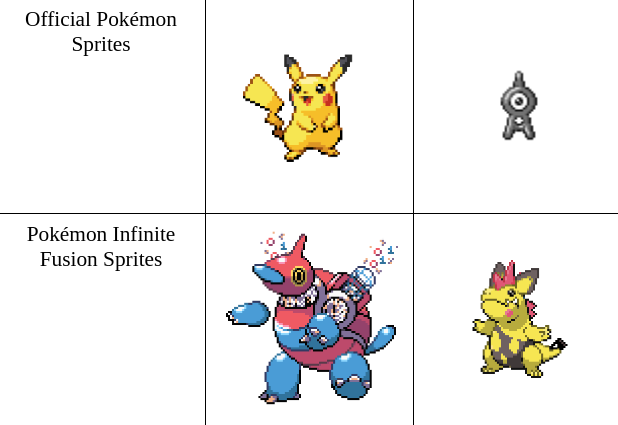 Official Pokémon
Sprites
Pokémon Infinite
Fusion Sprites